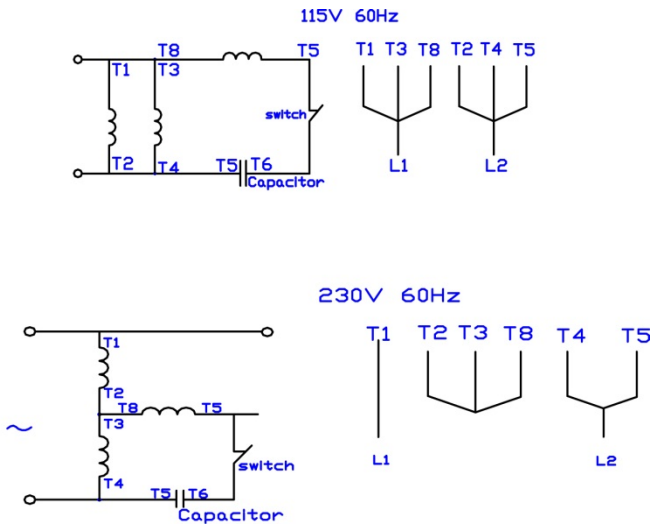 115V 60Hz
T8 T5 T1 T3 T8 T2 T4 T5
T1 T3
switch
T2 T4 T5 T6 L1 L2
Capacitor
230V 60Hz
T1 T1 T2 T3 T8 T4 T5
T2
T8 T5
T3
switch L1 L2
T4
T5 T6
Capacitor